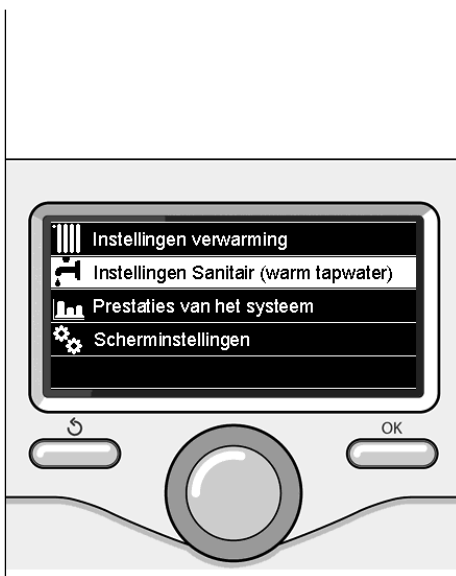 Instellingen verwarming
Instellingen Sanitair (warm tapwater)
Prestaties van het systeem
Scherminstellingen
OK